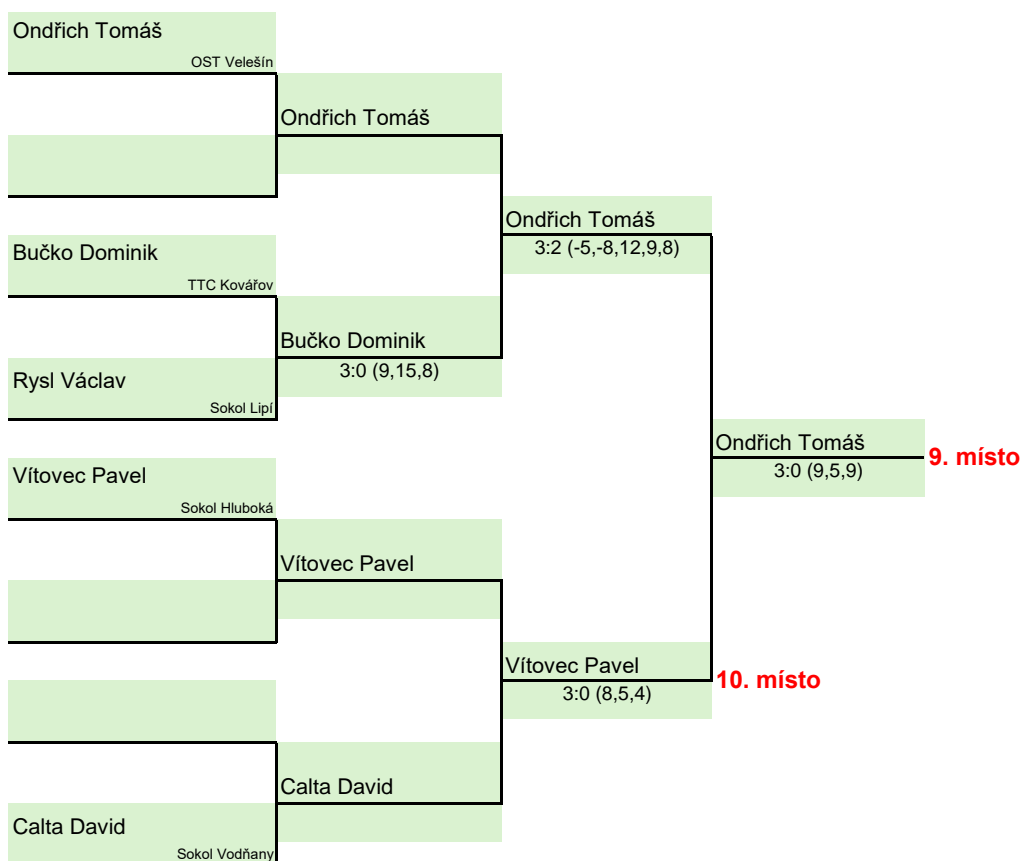 Ondřich Tomáš
OST Velešín
Ondřich Tomáš
Ondřich Tomáš
3:2 (-5,-8,12,9,8)
Bučko Dominik
TTC Kovářov
Bučko Dominik
3:0 (9,15,8)
Rysl Václav
Sokol Lipí
Ondřich Tomáš
3:0 (9,5,9)
9. místo
Vítovec Pavel
Sokol Hluboká
Vítovec Pavel
Vítovec Pavel
3:0 (8,5,4)
10. místo
Calta David
Calta David
Sokol Vodňany